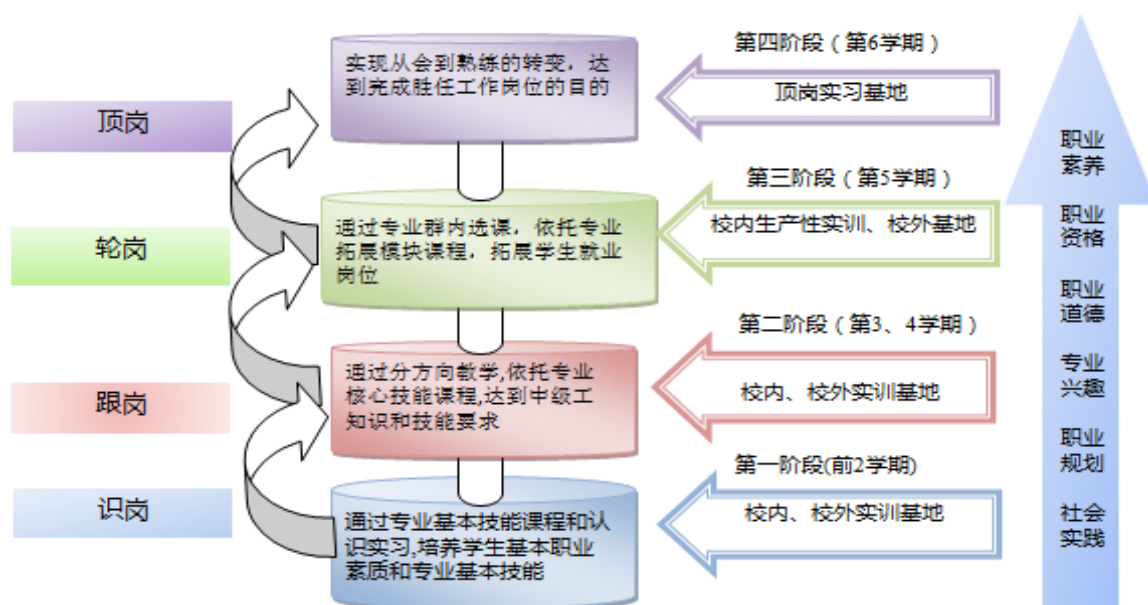 实现从会到熟练的转变，达
到完成胜任工作岗位的目的
第四阶段（第6学期）
顶岗实习基地
顶岗
通过专业群内选课，依托专业
拓展模块课程，拓展学生就业
岗位
第三阶段（第5学期）
校内生产性实训、校外基地
轮岗
通过分方向教学,依托专业
核心技能课程,达到中级工
知识和技能要求
第二阶段（第3、4学期）
校内、校外实训基地
跟岗
通过专业基本技能课程和认
识实习,培养学生基本职业
素质和专业基本技能
第一阶段(前2学期)
校内、校外实训基地
识岗
职业
素养
职业
资格
职业
道德
专业
兴趣
职业
规划
社会
实践